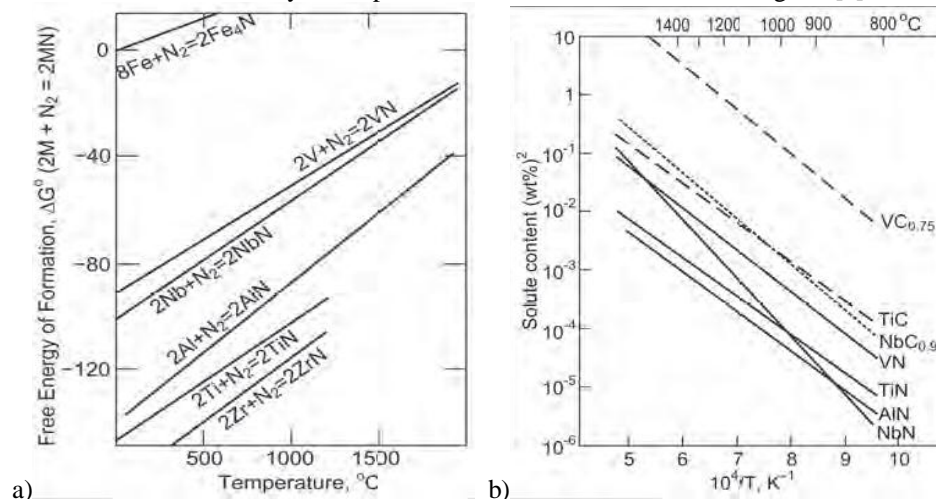 8Fe+N₂=2Fe₄N
2V+N₂=2VN
2Nb+N₂=2NbN
2Al+N₂=2AlN
2Ti+N₂=2TiN
2Zr+N₂=2ZrN
Free Energy of Formation, ΔG° (2M + N₂ = 2MN)
0
−40
−80
−120
500 1000 1500
Temperature, °C
a)
1400 1200 1100 1000 900 800 °C
10
1
10⁻¹
10⁻²
10⁻³
10⁻⁴
10⁻⁵
10⁻⁶
Solute content (wt%)²
VC₀.₇₅
TiC
NbC₀.₉
VN
TiN
AlN
NbN
5 6 7 8 9 10
10⁴/T, K⁻¹
b)